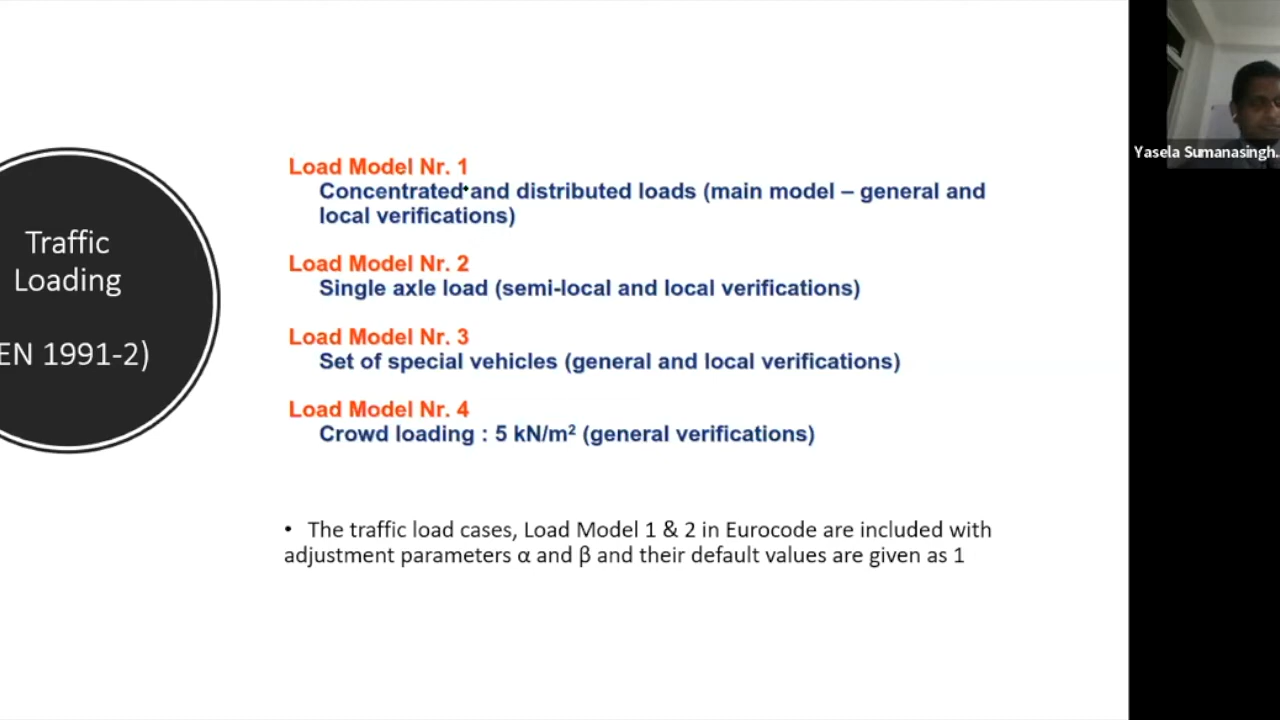 Traffic
Loading
EN 1991-2)
Load Model Nr. 1
Concentrated and distributed loads (main model – general and
local verifications)
Load Model Nr. 2
Single axle load (semi-local and local verifications)
Load Model Nr. 3
Set of special vehicles (general and local verifications)
Load Model Nr. 4
Crowd loading : 5 kN/m² (general verifications)
• The traffic load cases, Load Model 1 & 2 in Eurocode are included with
adjustment parameters α and β and their default values are given as 1
Yasela Sumanasingh.